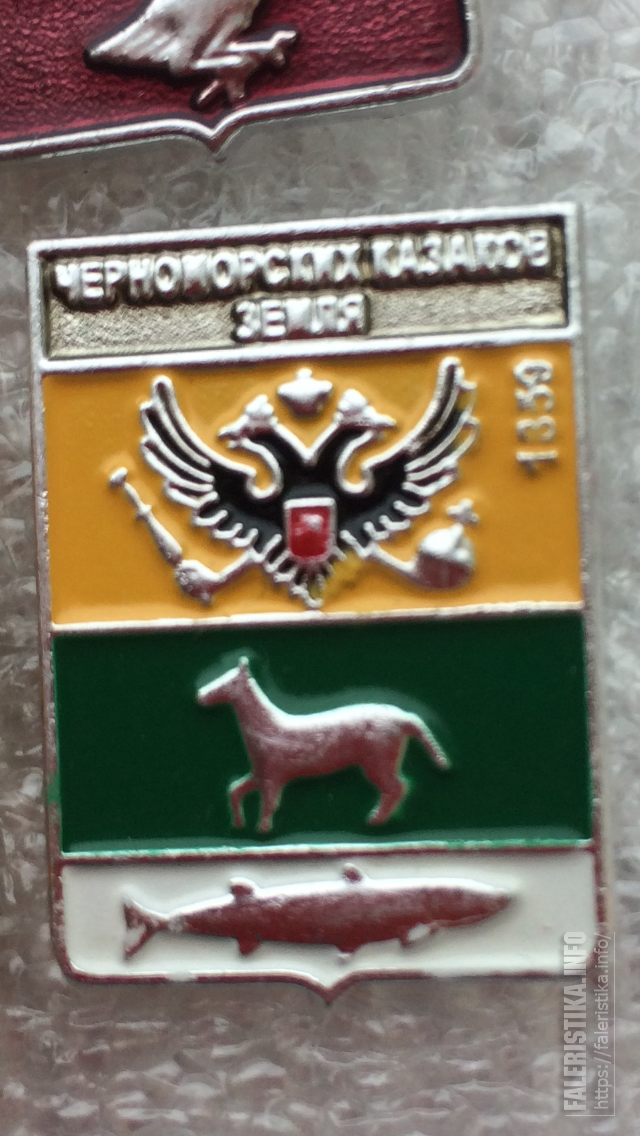 ЧЕРНОМОРСКИХ КАЗАКОВ
ЗЕМЛЯ
1359
FALERISTIKA.INFO
https://faleristika.info/